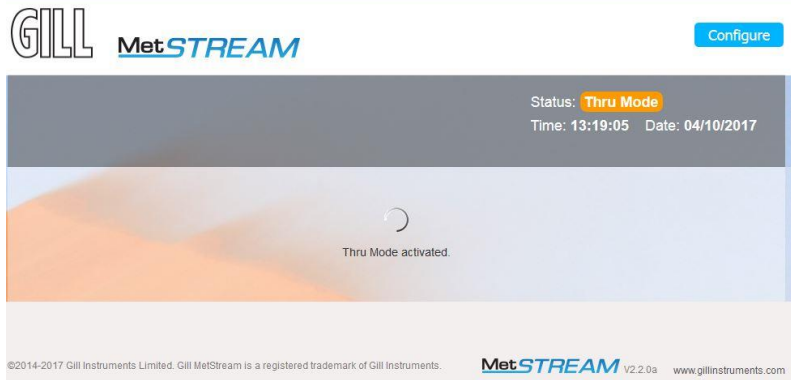 GILL MetSTREAM
Configure
Status: Thru Mode
Time: 13:19:05 Date: 04/10/2017
Thru Mode activated.
©2014-2017 Gill Instruments Limited. Gill MetStream is a registered trademark of Gill Instruments.
MetSTREAM V2.2.0a www.gillinstruments.com